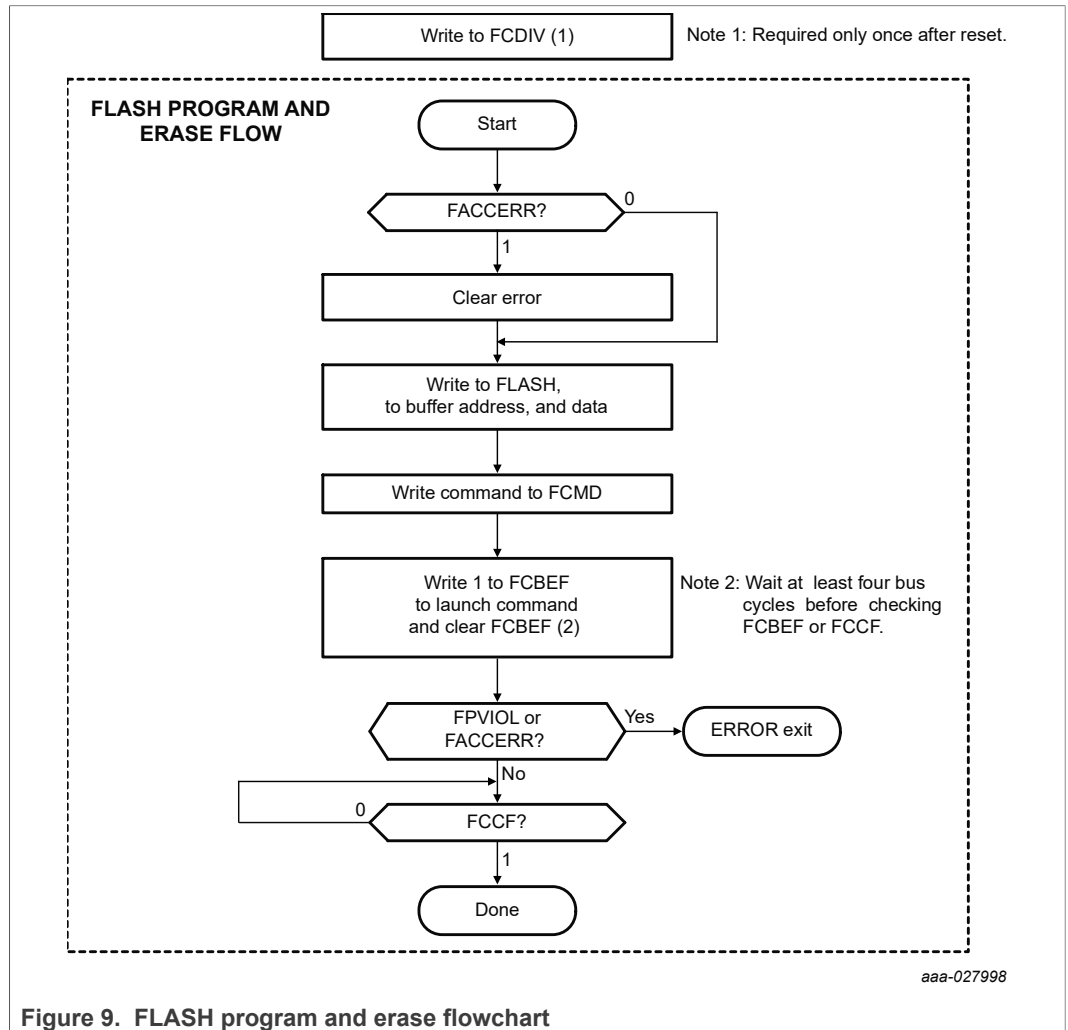 Write to FCDIV (1)
Note 1: Required only once after reset.
FLASH PROGRAM AND
ERASE FLOW
Start
FACCERR?
0
1
Clear error
Write to FLASH,
to buffer address, and data
Write command to FCMD
Write 1 to FCBEF
to launch command
and clear FCBEF (2)
Note 2: Wait at least four bus
cycles before checking
FCBEF or FCCF.
FPVIOL or
FACCERR?
Yes
ERROR exit
No
0
FCCF?
1
Done
aaa-027998
Figure 9. FLASH program and erase flowchart